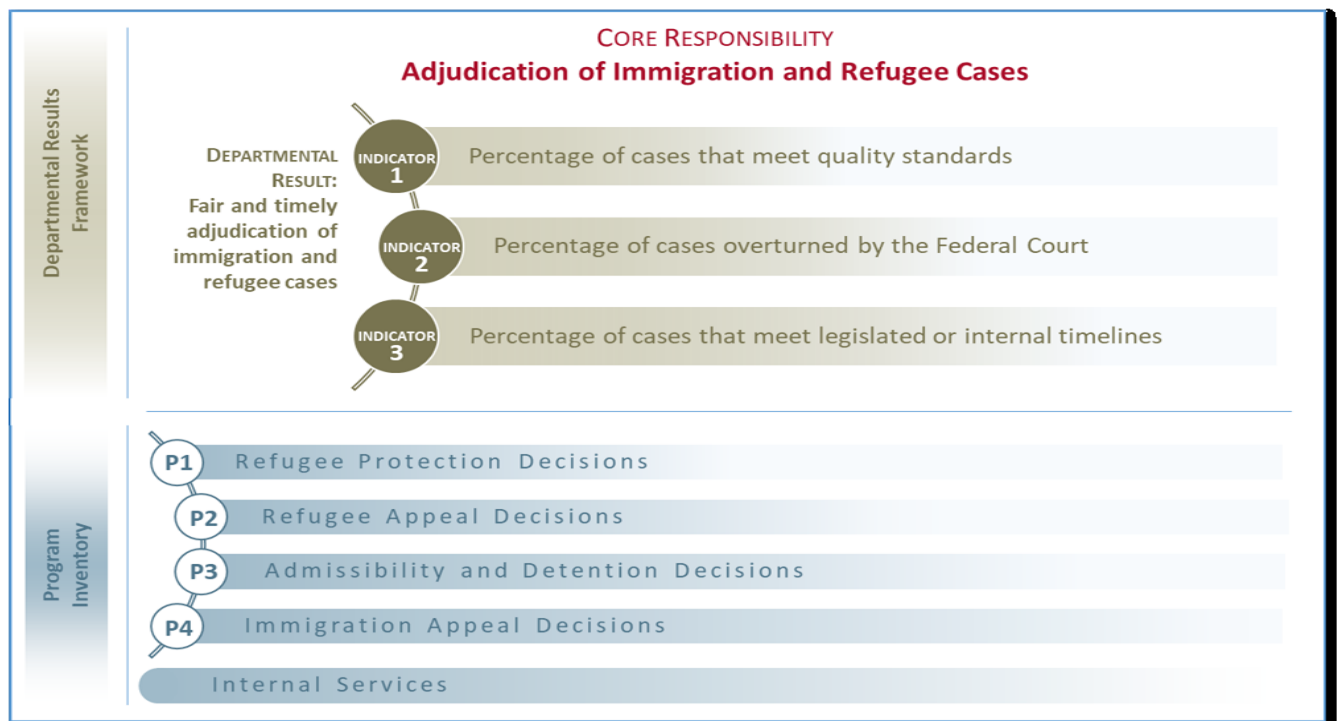 CORE RESPONSIBILITY
Adjudication of Immigration and Refugee Cases
Departmental Results
Framework
DEPARTMENTAL
RESULT:
Fair and timely
adjudication of
immigration and
refugee cases
INDICATOR
1
Percentage of cases that meet quality standards
INDICATOR
2
Percentage of cases overturned by the Federal Court
INDICATOR
3
Percentage of cases that meet legislated or internal timelines
Program
Inventory
P1 Refugee Protection Decisions
P2 Refugee Appeal Decisions
P3 Admissibility and Detention Decisions
P4 Immigration Appeal Decisions
Internal Services